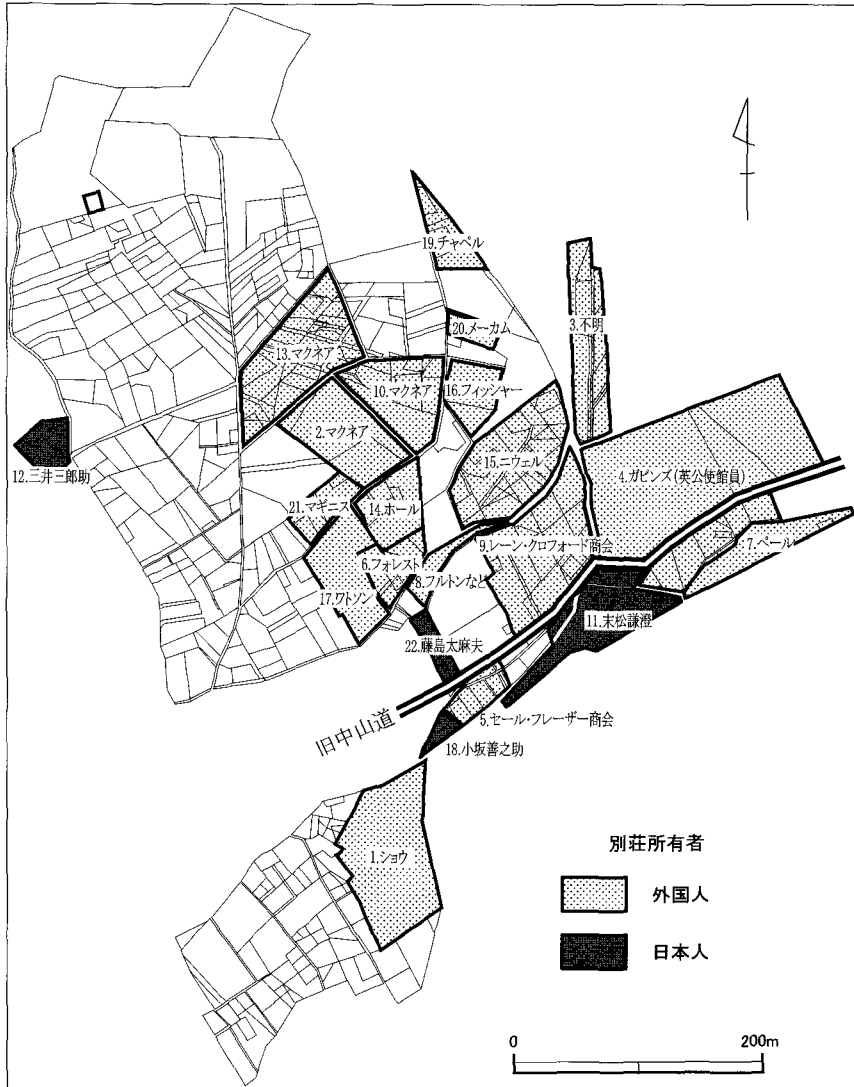 19.チャペル
20.メーカム
3.不明
13.マクネア
10.マクネア
16.フィッシャー
2.マクネア
12.三井三郎助
15.ニウェル
4.ガビンズ(英公使館員)
21.マギニス
14.ホール
9.レーン・クロフォード商会
7.ベール
6.フォレスト
8.フルトンなど
17.ワトソン
11.末松謙澄
22.藤島太麻夫
旧中山道
5.セール・フレーザー商会
18.小坂善之助
1.ショウ
別荘所有者
外国人
日本人
0 200m